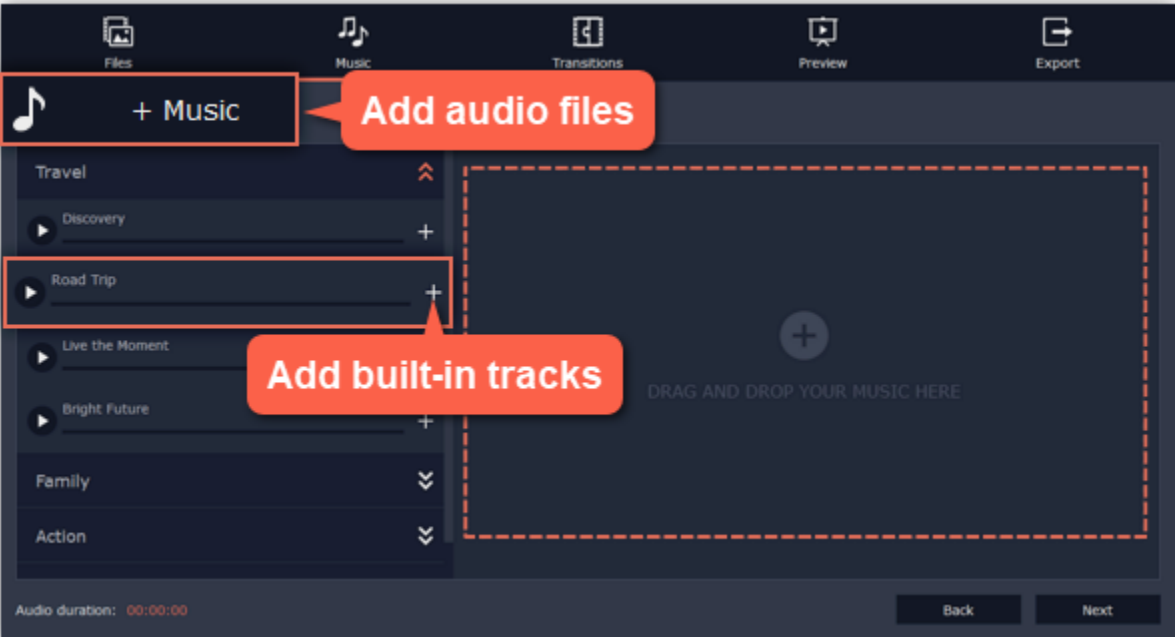 Files
Music
Transitions
Preview
Export
+ Music
Add audio files
Travel
Discovery
+
Road Trip
+
Live the Moment
Add built-in tracks
Bright Future
+
Family
Action
+
DRAG AND DROP YOUR MUSIC HERE
Audio duration: 00:00:00
Back
Next